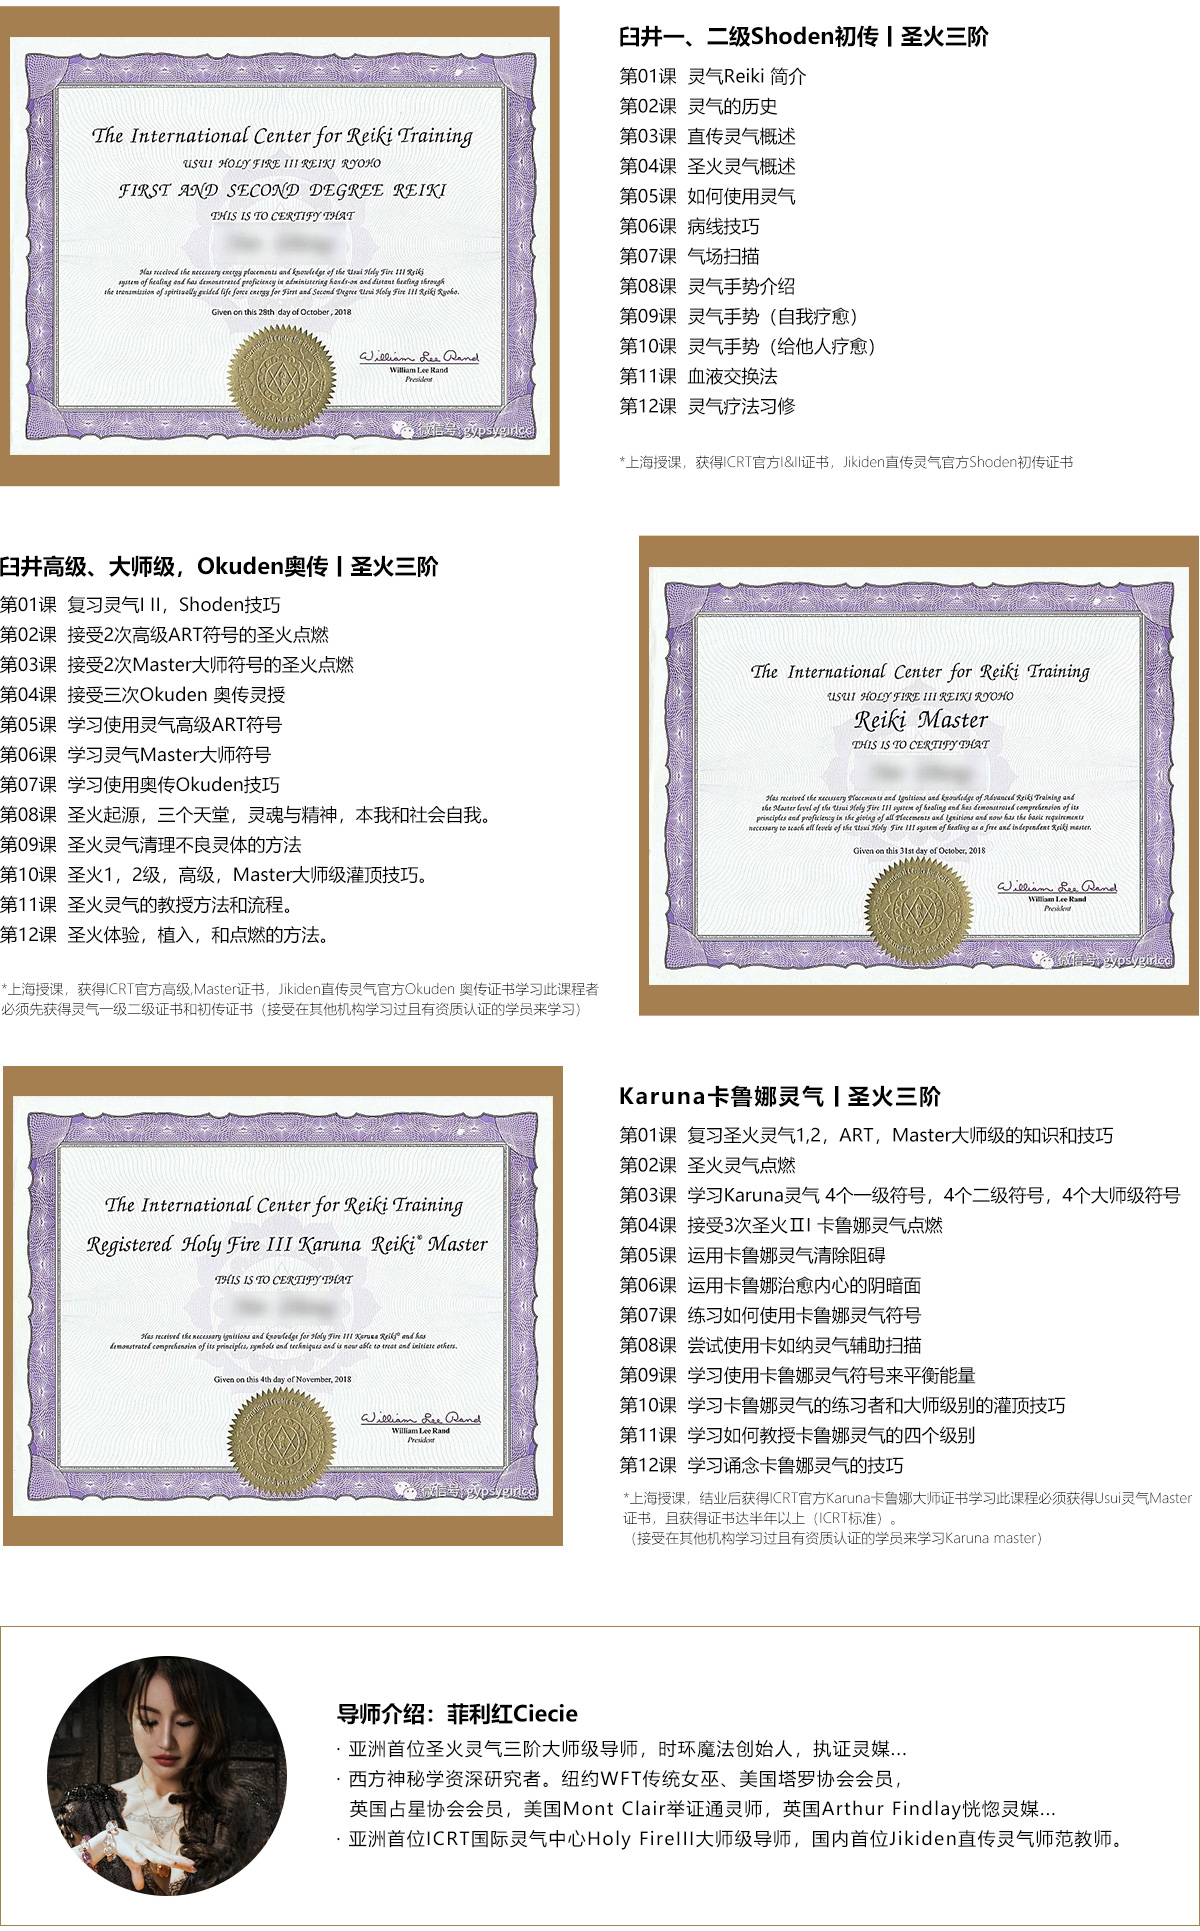 The International Center for Reiki Training
USUI HOLY FIRE III REIKI RYOHO
FIRST AND SECOND DEGREE REIKI
THIS IS TO CERTIFY THAT
Has received the necessary energy placements and knowledge of the Usui Holy Fire III Reiki
system of healing and has demonstrated proficiency in administering hands-on and distant healing through
the transmission of spiritually guided life force energy for First and Second Degree Usui Holy Fire III Reiki Ryoho.
Given on this 28th day of October, 2018
William Lee Rand
William Lee Rand
President
微信号: gypsygirlcc
臼井一、二级Shoden初传丨圣火三阶
第01课 灵气Reiki 简介
第02课 灵气的历史
第03课 直传灵气概述
第04课 圣火灵气概述
第05课 如何使用灵气
第06课 病线技巧
第07课 气场扫描
第08课 灵气手势介绍
第09课 灵气手势（自我疗愈）
第10课 灵气手势（给他人疗愈）
第11课 血液交换法
第12课 灵气疗法习修
*上海授课，获得ICRT官方I&II证书，Jikiden直传灵气官方Shoden初传证书
臼井高级、大师级，Okuden奥传丨圣火三阶
第01课 复习灵气I II，Shoden技巧
第02课 接受2次高级ART符号的圣火点燃
第03课 接受2次Master大师符号的圣火点燃
第04课 接受三次Okuden 奥传灵授
第05课 学习使用灵气高级ART符号
第06课 学习灵气Master大师符号
第07课 学习使用奥传Okuden技巧
第08课 圣火起源，三个天堂，灵魂与精神，本我和社会自我。
第09课 圣火灵气清理不良灵体的方法
第10课 圣火1，2级，高级，Master大师级灌顶技巧。
第11课 圣火灵气的教授方法和流程。
第12课 圣火体验，植入，和点燃的方法。
*上海授课，获得ICRT官方高级,Master证书，Jikiden直传灵气官方Okuden 奥传证书学习此课程者
必须先获得灵气一级二级证书和初传证书（接受在其他机构学习过且有资质认证的学员来学习）
The International Center for Reiki Training
USUI HOLY FIRE III REIKI RYOHO
Reiki Master
THIS IS TO CERTIFY THAT
Has received the necessary Placements and Ignitions and knowledge of Advanced Reiki Training and
the Master level of the Usui Holy Fire III system of healing and has demonstrated comprehension of its
principles and proficiency in the giving of all Placements and Ignitions and now has the basic requirements
necessary to teach all levels of the Usui Holy Fire III system of healing as a free and independent Reiki master.
Given on this 31st day of October, 2018
William Lee Rand
William Lee Rand
President
微信号: gypsygirlcc
The International Center for Reiki Training
Registered Holy Fire III Karuna Reiki® Master
THIS IS TO CERTIFY THAT
Has received the necessary ignitions and knowledge for Holy Fire III Karuna Reiki® and has
demonstrated comprehension of its principles, symbols and techniques and is now able to treat and initiate others.
Given on this 4th day of November, 2018
William Lee Rand
William Lee Rand
President
微信号: gypsygirlcc
Karuna卡鲁娜灵气丨圣火三阶
第01课 复习圣火灵气1,2，ART，Master大师级的知识和技巧
第02课 圣火灵气点燃
第03课 学习Karuna灵气 4个一级符号，4个二级符号，4个大师级符号
第04课 接受3次圣火ⅡI 卡鲁娜灵气点燃
第05课 运用卡鲁娜灵气清除阻碍
第06课 运用卡鲁娜治愈内心的阴暗面
第07课 练习如何使用卡鲁娜灵气符号
第08课 尝试使用卡如纳灵气辅助扫描
第09课 学习使用卡鲁娜灵气符号来平衡能量
第10课 学习卡鲁娜灵气的练习者和大师级别的灌顶技巧
第11课 学习如何教授卡鲁娜灵气的四个级别
第12课 学习诵念卡鲁娜灵气的技巧
*上海授课，结业后获得ICRT官方Karuna卡鲁娜大师证书学习此课程必须获得Usui灵气Master
证书，且获得证书达半年以上（ICRT标准）。
（接受在其他机构学习过且有资质认证的学员来学习Karuna master）
导师介绍：菲利红Ciecie
· 亚洲首位圣火灵气三阶大师级导师，时环魔法创始人，执证灵媒...
· 西方神秘学资深研究者。纽约WFT传统女巫、美国塔罗协会会员，
英国占星协会会员，美国Mont Clair举证通灵师，英国Arthur Findlay恍惚灵媒...
· 亚洲首位ICRT国际灵气中心Holy FireIII大师级导师，国内首位Jikiden直传灵气师范教师。